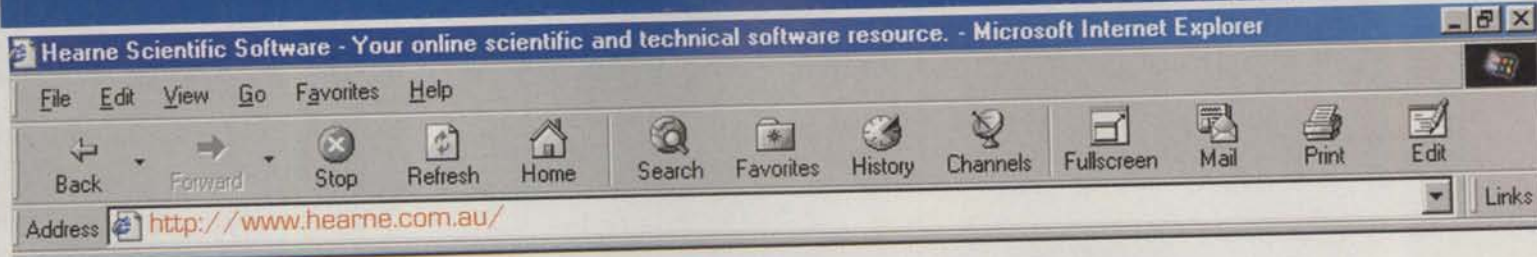 Hearne Scientific Software - Your online scientific and technical software resource. - Microsoft Internet Explorer
File Edit View Go Favorites Help
Back Forward Stop Refresh Home Search Favorites History Channels Fullscreen Mail Print Edit
Address http://www.hearne.com.au/ Links